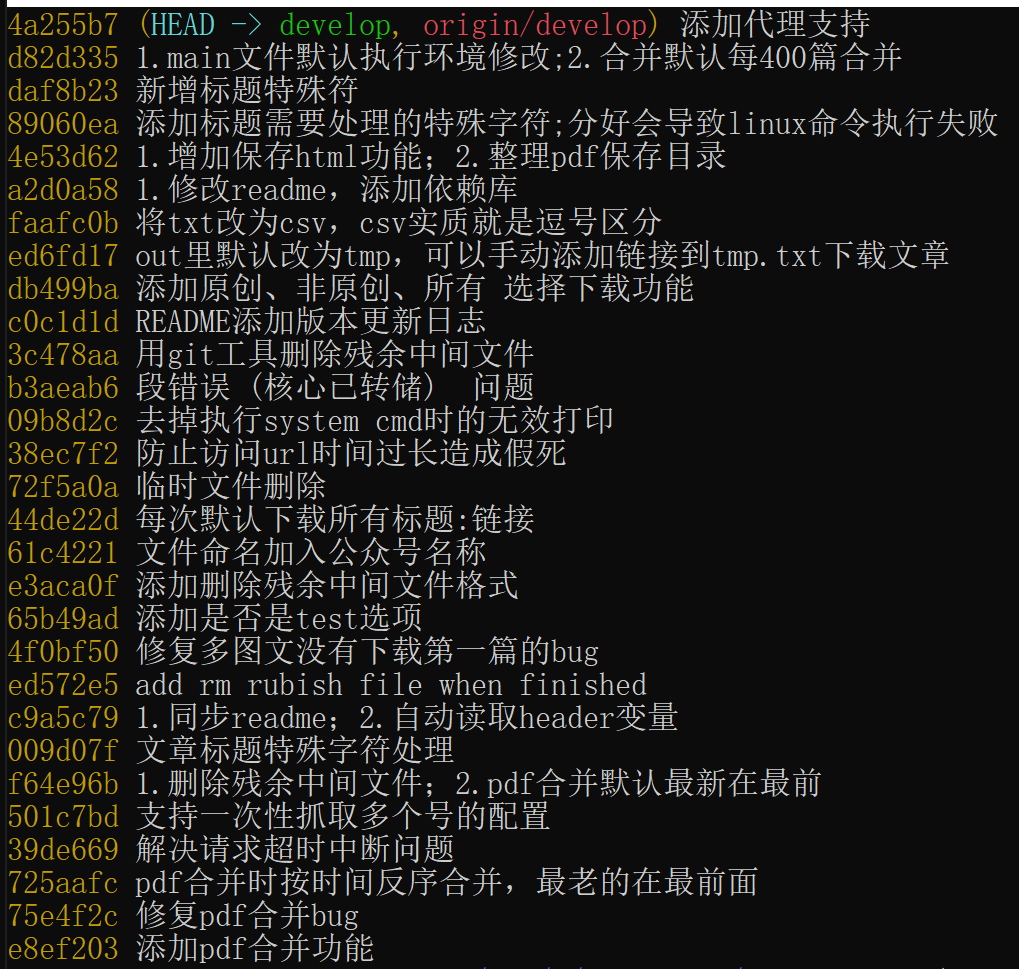 4a255b7 (HEAD -> develop, origin/develop) 添加代理支持
d82d335 1.main文件默认执行环境修改;2.合并默认每400篇合并
daf8b23 新增标题特殊符
89060ea 添加标题需要处理的特殊字符;分好会导致linux命令执行失败
4e53d62 1.增加保存html功能；2.整理pdf保存目录
a2d0a58 1.修改readme，添加依赖库
faafc0b 将txt改为csv，csv实质就是逗号区分
ed6fd17 out里默认改为tmp，可以手动添加链接到tmp.txt下载文章
db499ba 添加原创、非原创、所有 选择下载功能
c0c1d1d README添加版本更新日志
3c478aa 用git工具删除残余中间文件
b3aeab6 段错误 (核心已转储） 问题
09b8d2c 去掉执行system cmd时的无效打印
38ec7f2 防止访问url时间过长造成假死
72f5a0a 临时文件删除
44de22d 每次默认下载所有标题:链接
61c4221 文件命名加入公众号名称
e3aca0f 添加删除残余中间文件格式
65b49ad 添加是否是test选项
4f0bf50 修复多图文没有下载第一篇的bug
ed572e5 add rm rubish file when finished
c9a5c79 1.同步readme；2.自动读取header变量
009d07f 文章标题特殊字符处理
f64e96b 1.删除残余中间文件；2.pdf合并默认最新在最前
501c7bd 支持一次性抓取多个号的配置
39de669 解决请求超时中断问题
725aafc pdf合并时按时间反序合并，最老的在最前面
75e4f2c 修复pdf合并bug
e8ef203 添加pdf合并功能